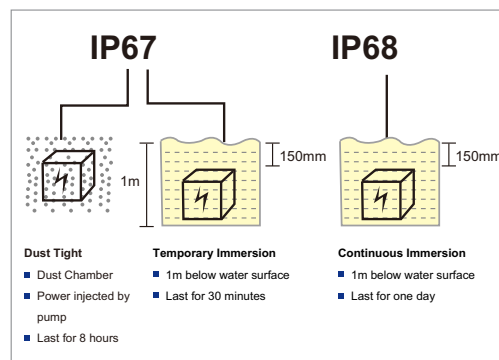 IP67
IP68
1m
150mm
150mm
Dust Tight
Dust Chamber
Power injected by
pump
Last for 8 hours
Temporary Immersion
1m below water surface
Last for 30 minutes
Continuous Immersion
1m below water surface
Last for one day